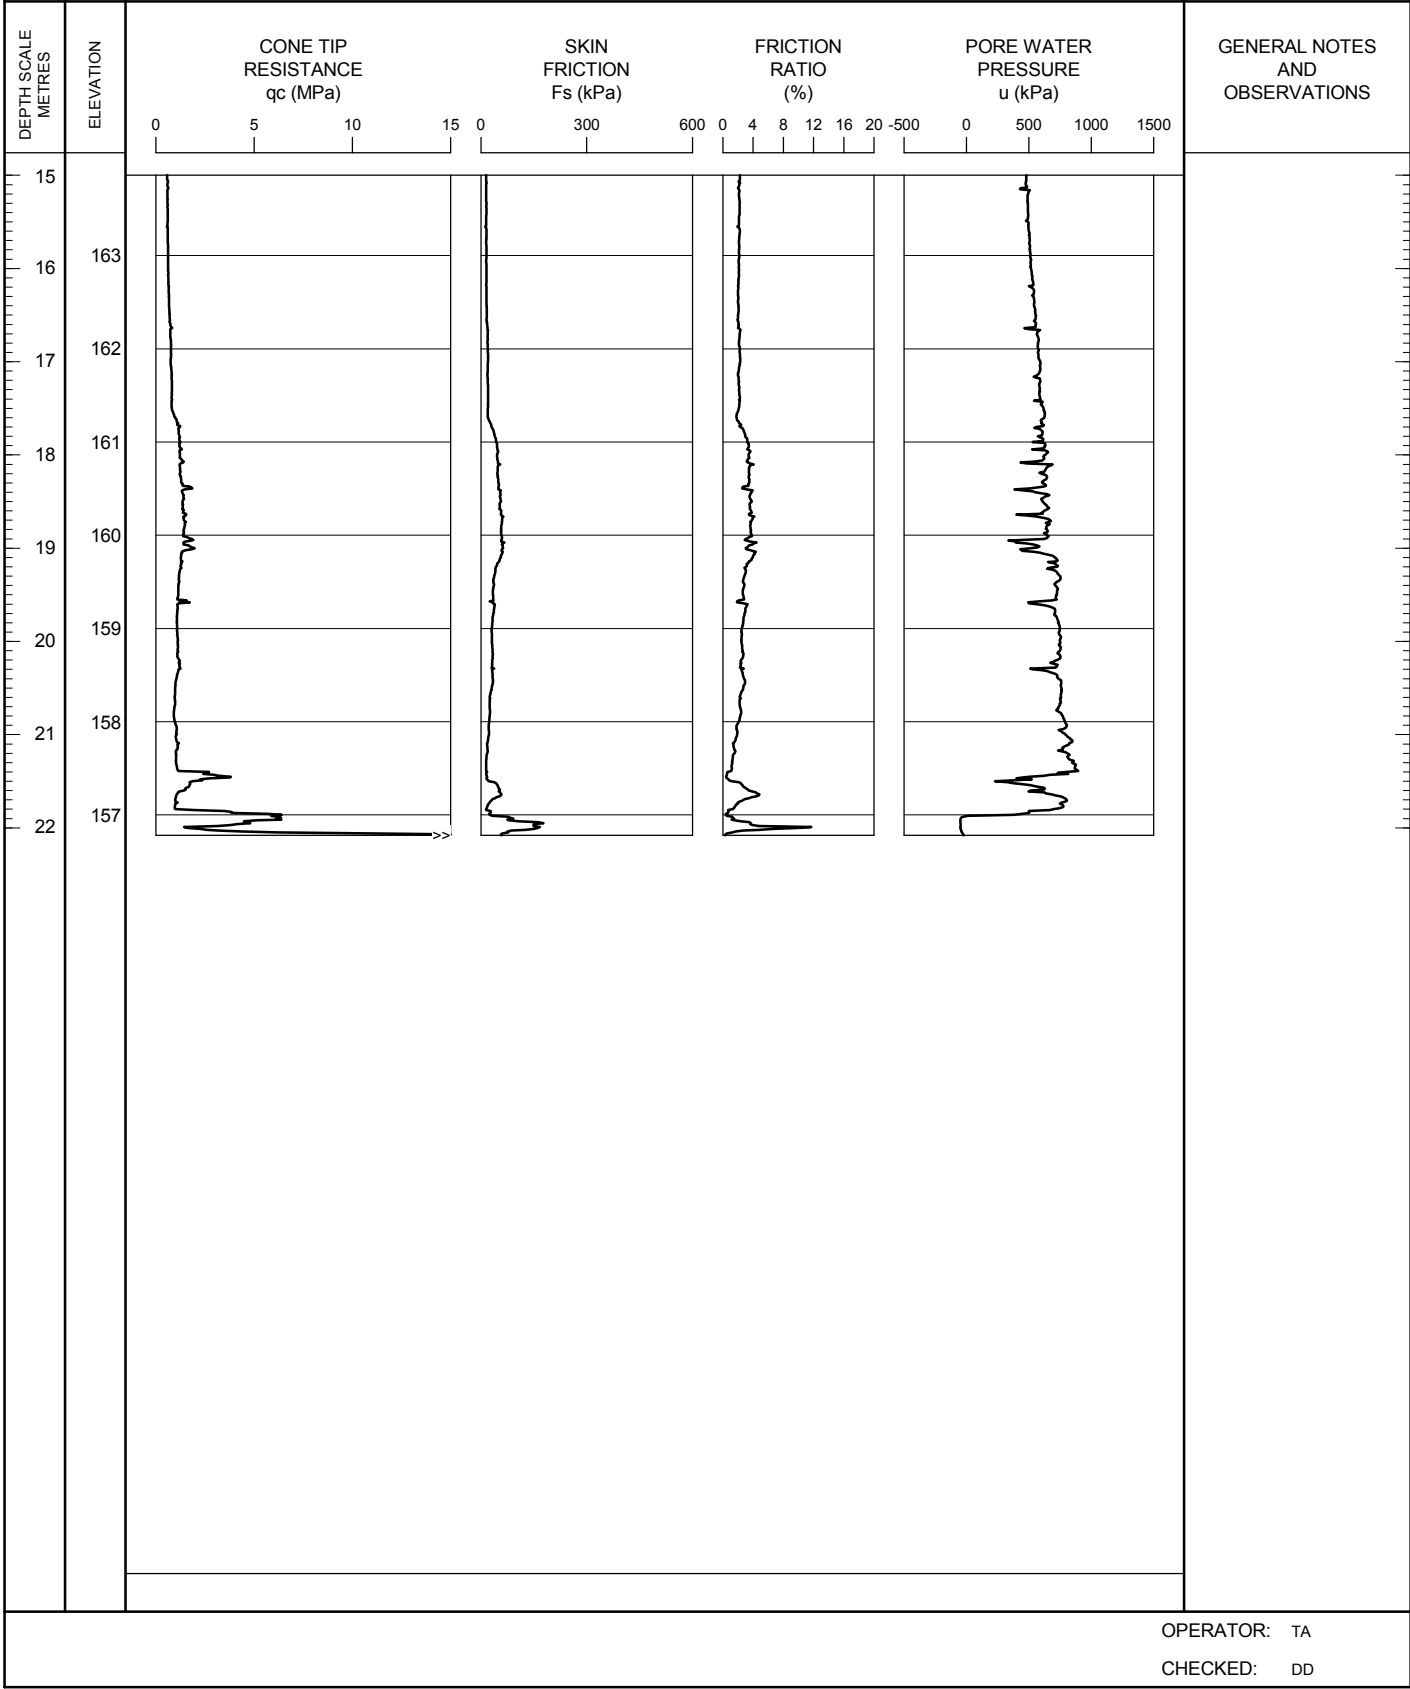 DEPTH SCALE
METRES
ELEVATION
CONE TIP
RESISTANCE
qc (MPa)
SKIN
FRICTION
Fs (kPa)
FRICTION
RATIO
(%)
PORE WATER
PRESSURE
u (kPa)
GENERAL NOTES
AND
OBSERVATIONS
0 5 10 15 0 300 600 0 4 8 12 16 20 -500 0 500 1000 1500
15
163
16
162
17
161
18
160
19
159
20
158
21
157
22
>>
OPERATOR: TA
CHECKED: DD